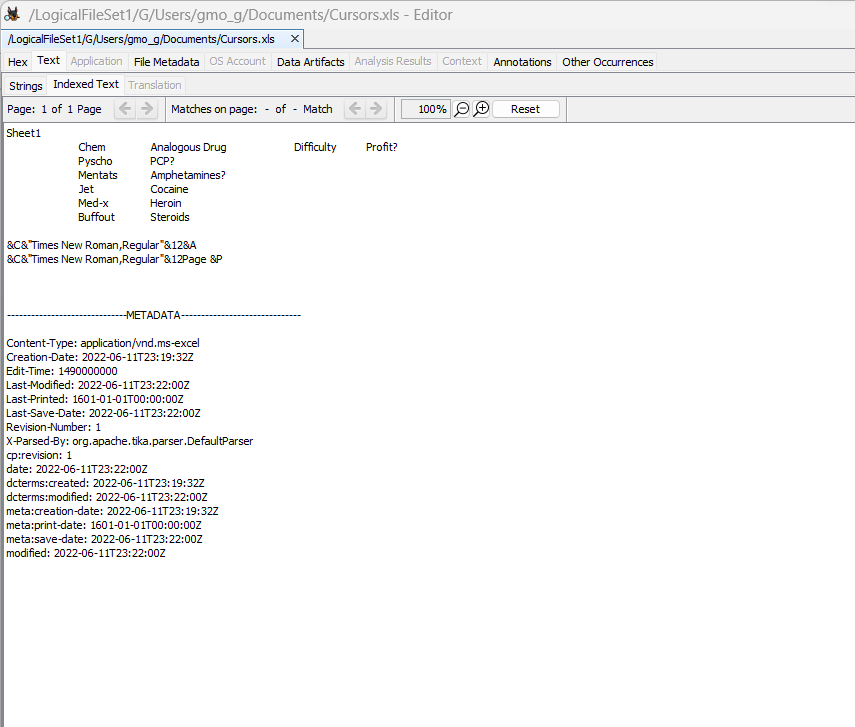 /LogicalFileSet1/G/Users/gmo_g/Documents/Cursors.xls - Editor
/LogicalFileSet1/G/Users/gmo_g/Documents/Cursors.xls ✕
Hex Text Application File Metadata OS Account Data Artifacts Analysis Results Context Annotations Other Occurrences
Strings Indexed Text Translation
Page: 1 of 1 Page Matches on page: - of - Match 100% Reset
Sheet1
Chem Analogous Drug Difficulty Profit?
Pyscho PCP?
Mentats Amphetamines?
Jet Cocaine
Med-x Heroin
Buffout Steroids
&C&"Times New Roman,Regular"&12&A
&C&"Times New Roman,Regular"&12Page &P
------------------------------METADATA------------------------------
Content-Type: application/vnd.ms-excel
Creation-Date: 2022-06-11T23:19:32Z
Edit-Time: 1490000000
Last-Modified: 2022-06-11T23:22:00Z
Last-Printed: 1601-01-01T00:00:00Z
Last-Save-Date: 2022-06-11T23:22:00Z
Revision-Number: 1
X-Parsed-By: org.apache.tika.parser.DefaultParser
cp:revision: 1
date: 2022-06-11T23:22:00Z
dcterms:created: 2022-06-11T23:19:32Z
dcterms:modified: 2022-06-11T23:22:00Z
meta:creation-date: 2022-06-11T23:19:32Z
meta:print-date: 1601-01-01T00:00:00Z
meta:save-date: 2022-06-11T23:22:00Z
modified: 2022-06-11T23:22:00Z